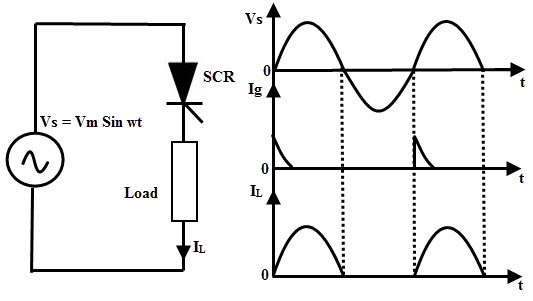 SCR
Vs = Vm Sin wt
Load
IL
Vs
0
t
Ig
0
t
IL
0
t